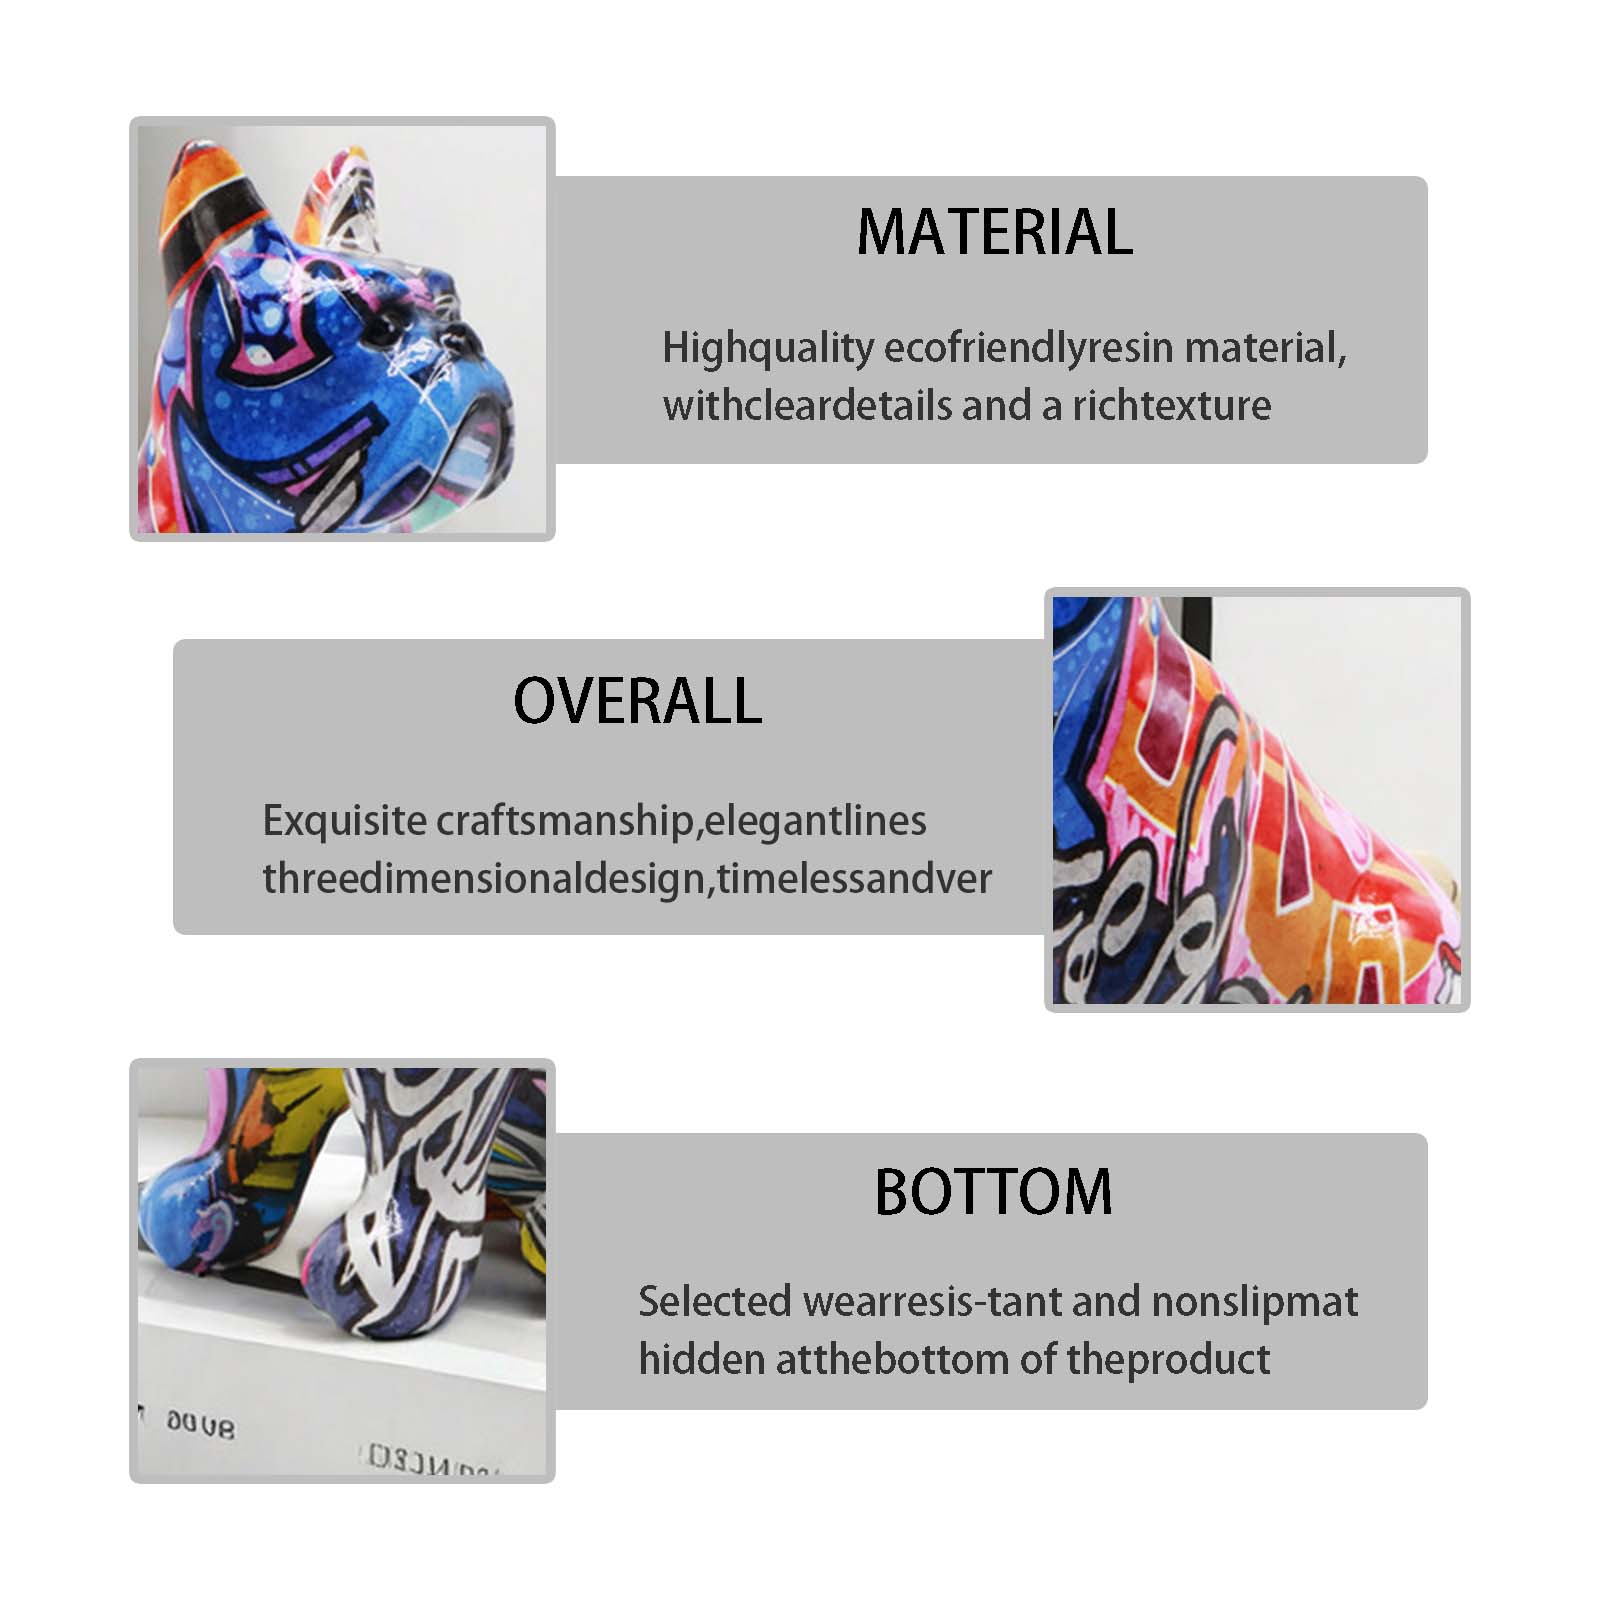 MATERIAL
Highquality ecofriendlyresin material,
withcleardetails and a richtexture
OVERALL
Exquisite craftsmanship,elegantlines
threedimensionaldesign,timelessandver
BOTTOM
Selected wearresis-tant and nonslipmat
hidden atthebottom of theproduct